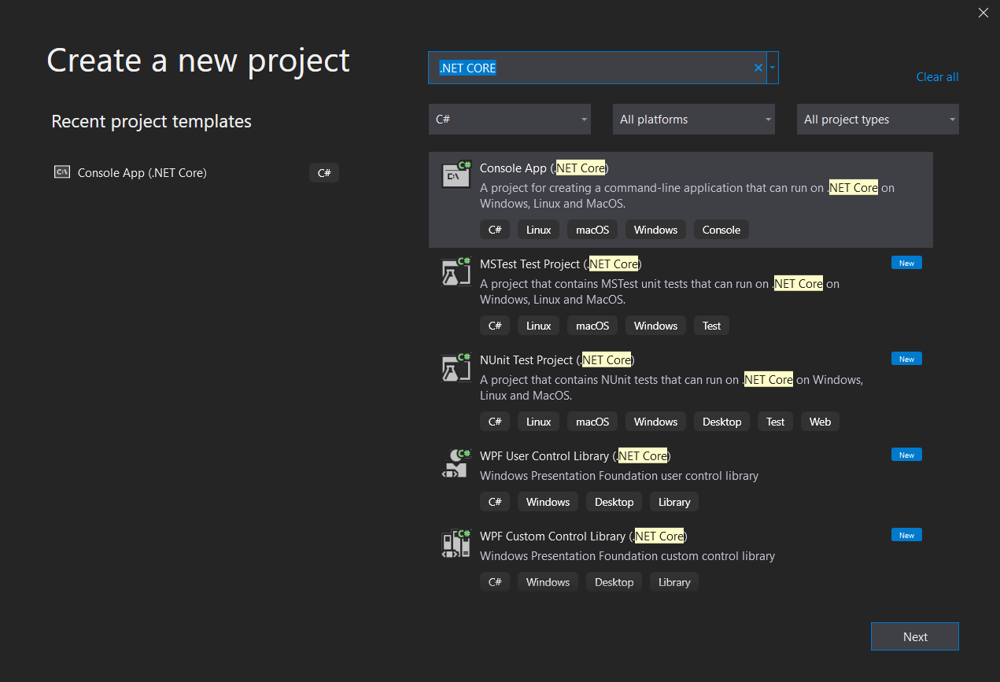 Create a new project
Recent project templates
C:\ Console App (.NET Core) C#
.NET CORE
Clear all
C# All platforms All project types
C#
C:\
Console App (.NET Core)
A project for creating a command-line application that can run on .NET Core on
Windows, Linux and MacOS.
C# Linux macOS Windows Console
C#
MSTest Test Project (.NET Core) New
A project that contains MSTest unit tests that can run on .NET Core on
Windows, Linux and MacOS.
C# Linux macOS Windows Test
C#
NUnit Test Project (.NET Core) New
A project that contains NUnit tests that can run on .NET Core on Windows,
Linux and MacOS.
C# Linux macOS Windows Desktop Test Web
C#
WPF User Control Library (.NET Core) New
Windows Presentation Foundation user control library
C# Windows Desktop Library
C#
WPF Custom Control Library (.NET Core) New
Windows Presentation Foundation custom control library
C# Windows Desktop Library
Next